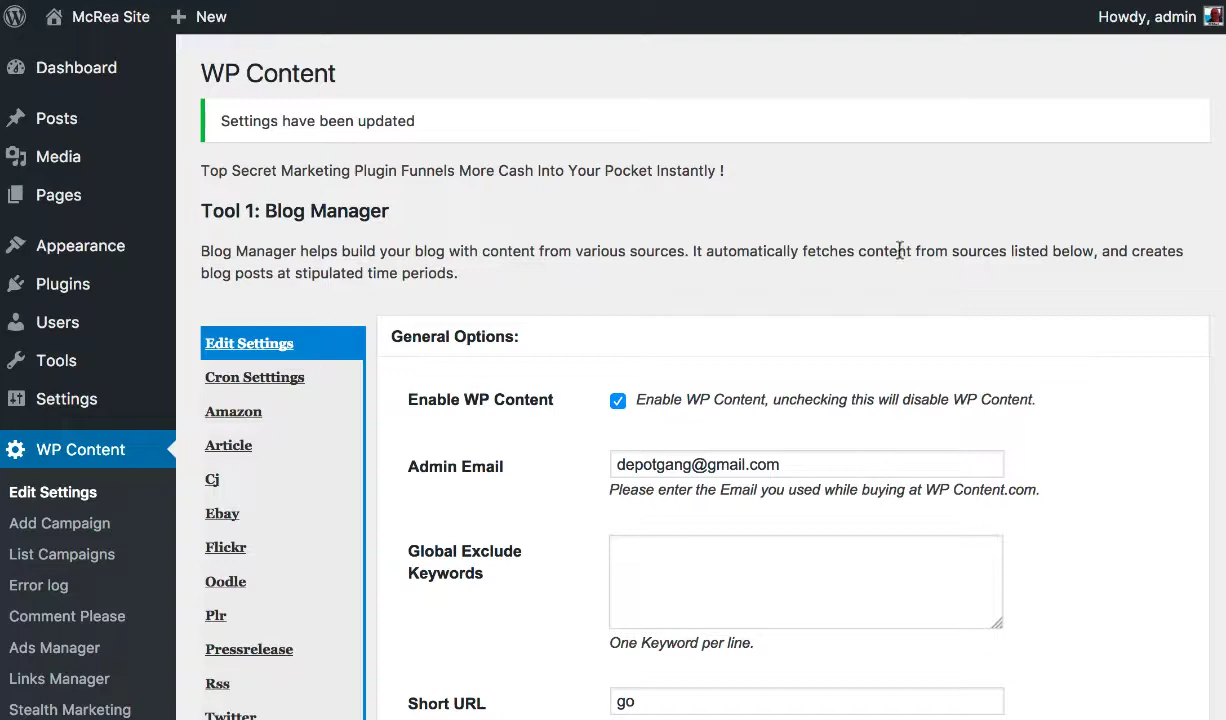 McRea Site
New
Howdy, admin
Dashboard
Posts
Media
Pages
Appearance
Plugins
Users
Tools
Settings
WP Content
Edit Settings
Add Campaign
List Campaigns
Error log
Comment Please
Ads Manager
Links Manager
Stealth Marketing
WP Content
Settings have been updated
Top Secret Marketing Plugin Funnels More Cash Into Your Pocket Instantly !
Tool 1: Blog Manager
Blog Manager helps build your blog with content from various sources. It automatically fetches content from sources listed below, and creates
blog posts at stipulated time periods.
Edit Settings
Cron Setttings
Amazon
Article
Cj
Ebay
Flickr
Oodle
Plr
Pressrelease
Rss
Twitter
General Options:
Enable WP Content
Enable WP Content, unchecking this will disable WP Content.
Admin Email
depotgang@gmail.com
Please enter the Email you used while buying at WP Content.com.
Global Exclude
Keywords
One Keyword per line.
Short URL
go